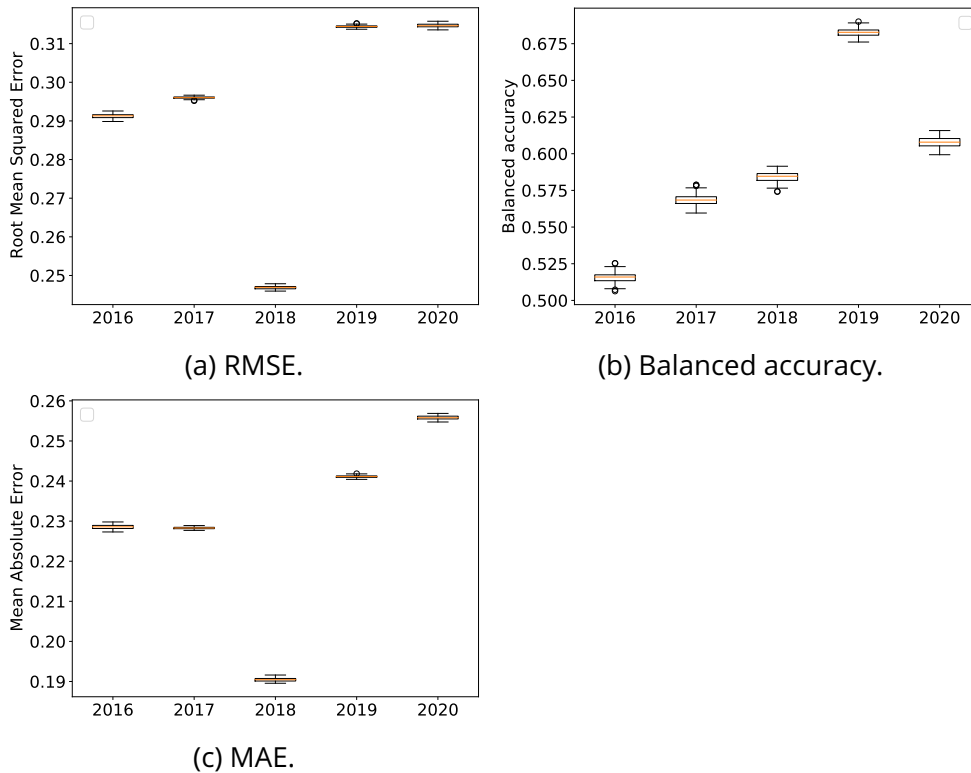 Root Mean Squared Error
0.31
0.30
0.29
0.28
0.27
0.26
0.25
2016 2017 2018 2019 2020
(a) RMSE.
Balanced accuracy
0.675
0.650
0.625
0.600
0.575
0.550
0.525
0.500
2016 2017 2018 2019 2020
(b) Balanced accuracy.
Mean Absolute Error
0.26
0.25
0.24
0.23
0.22
0.21
0.20
0.19
2016 2017 2018 2019 2020
(c) MAE.